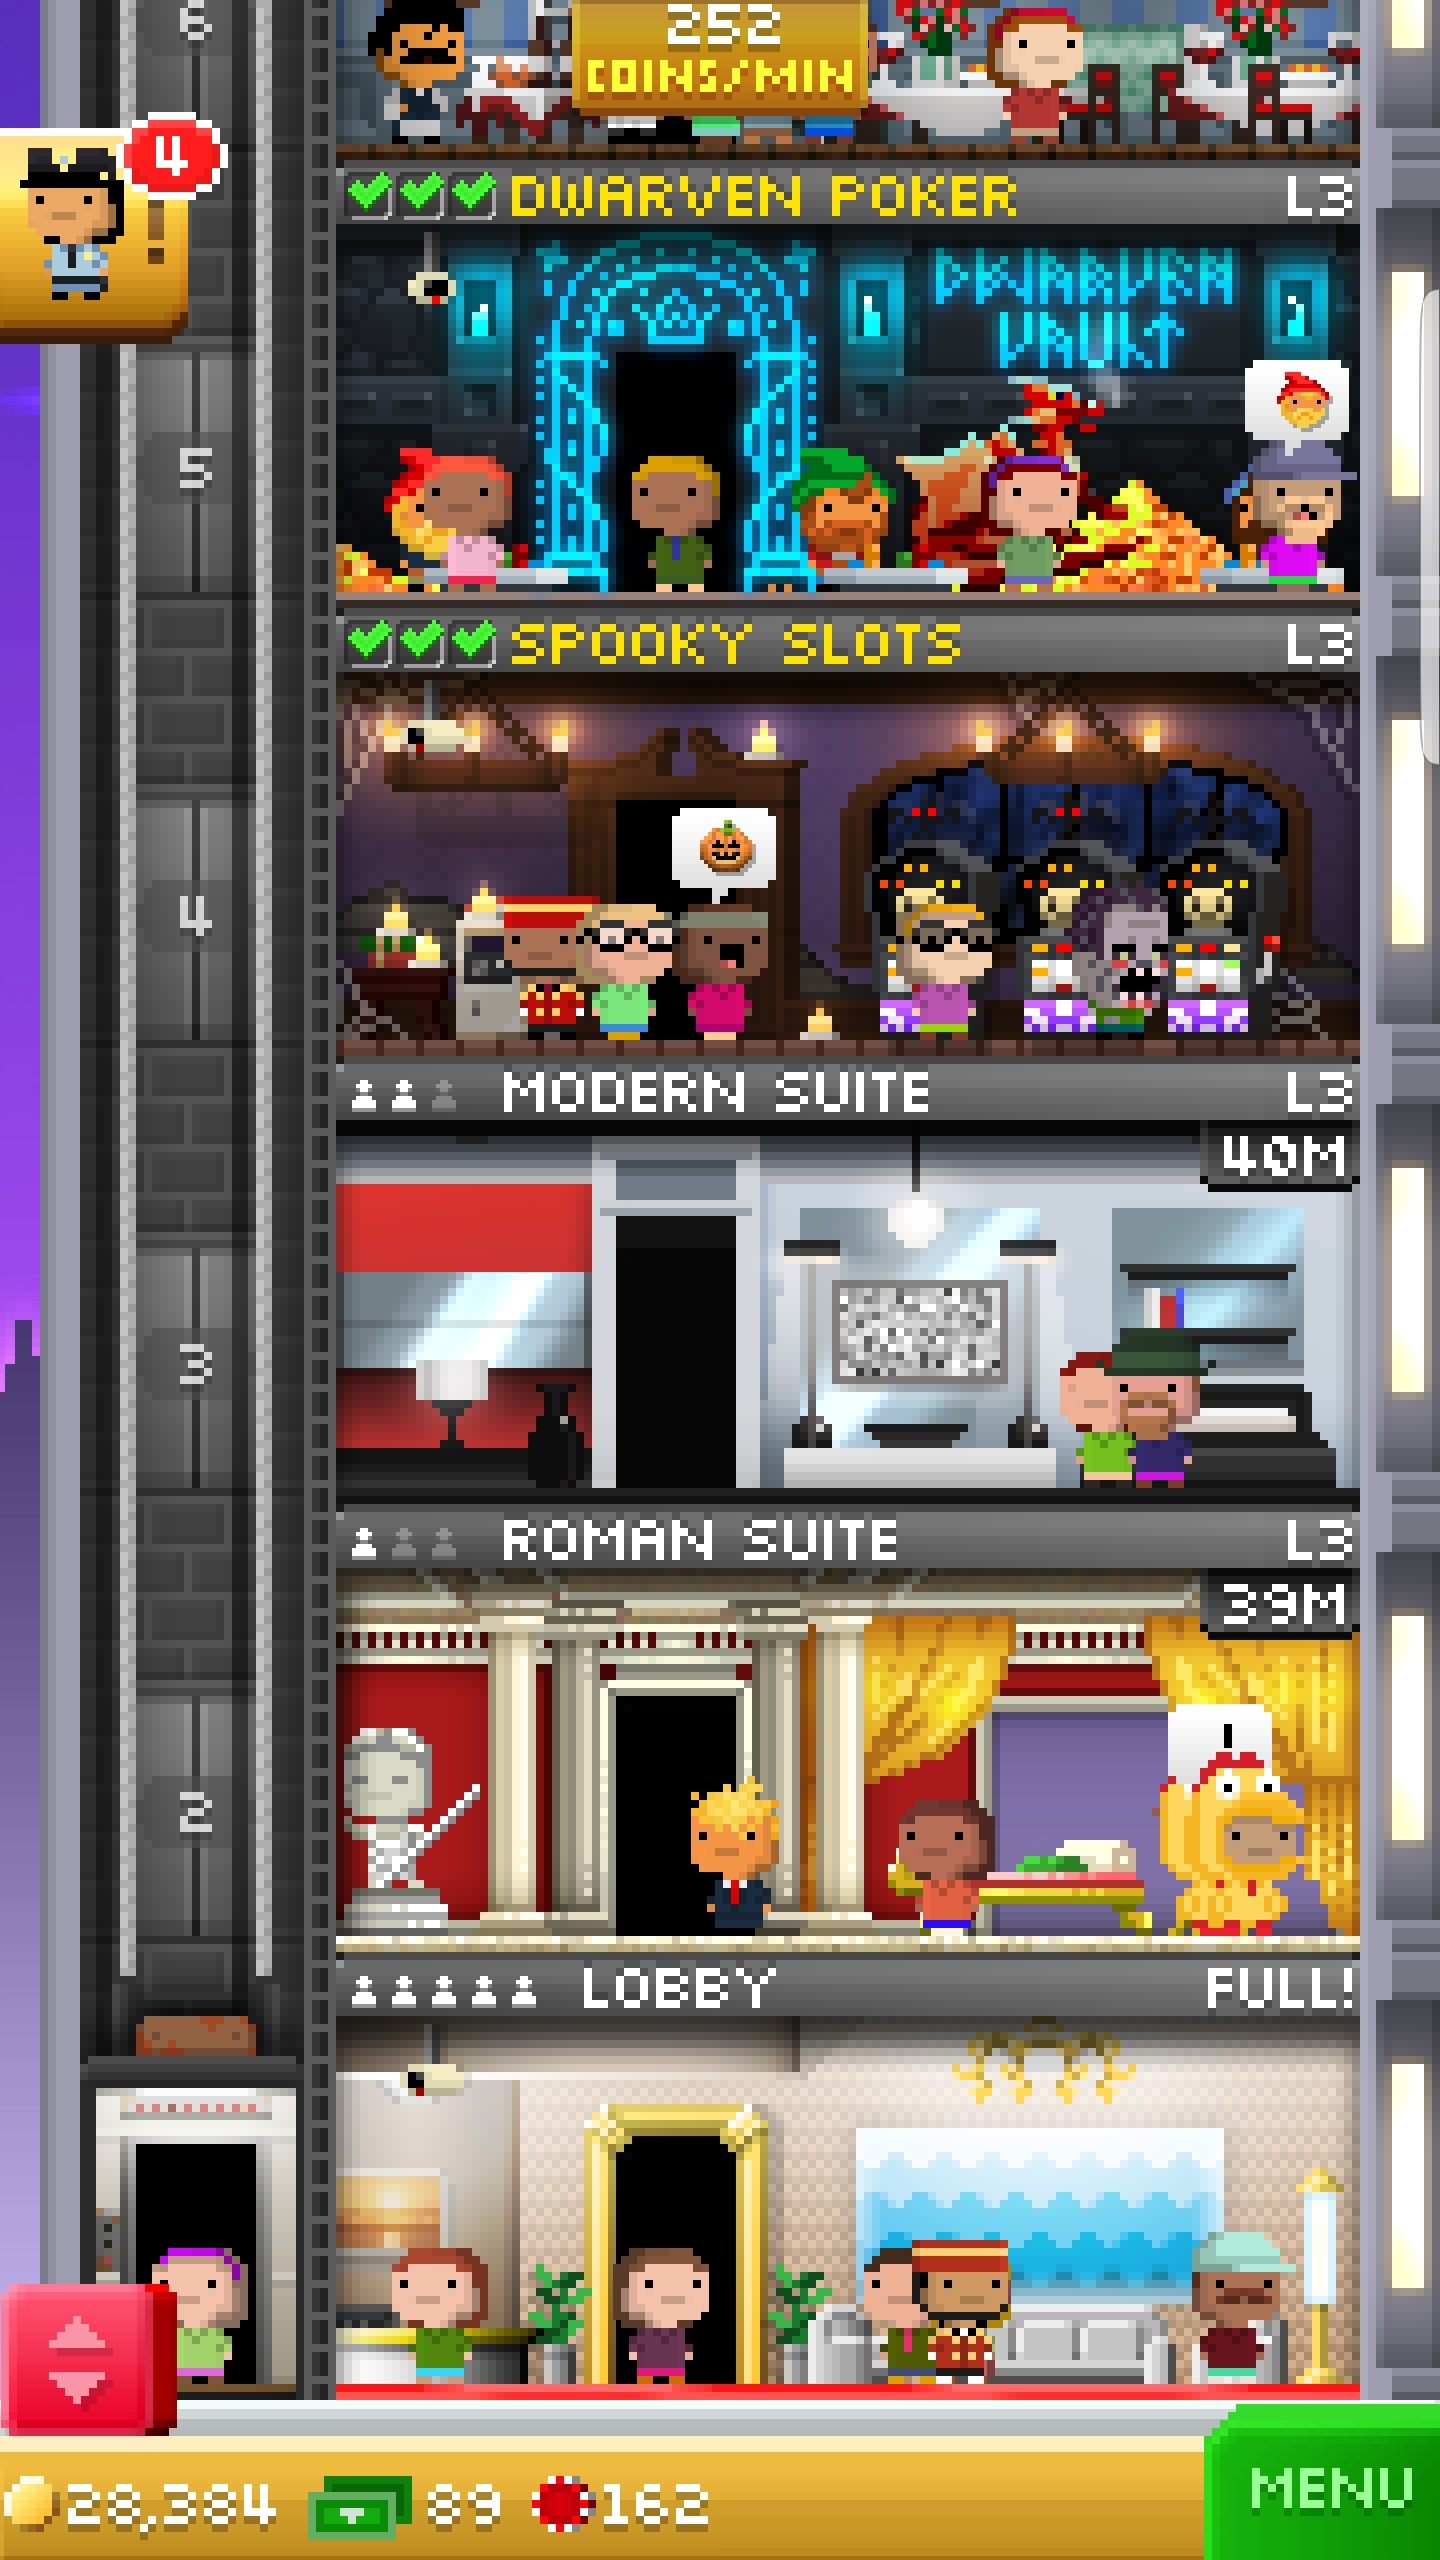 6
252
COINS/MIN
4
!
DWARVEN POKER L3
DWARVEN
VAULT
5
SPOOKY SLOTS L3
4
MODERN SUITE L3
40M
3
ROMAN SUITE L3
39M
!
2
LOBBY FULL!
28,384 89 162
MENU